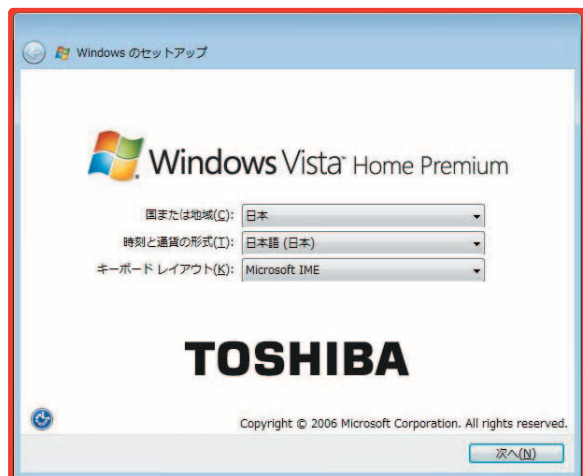 Windows のセットアップ
Windows Vista™ Home Premium
国または地域(C): 日本
時刻と通貨の形式(T): 日本語 (日本)
キーボード レイアウト(K): Microsoft IME
TOSHIBA
Copyright © 2006 Microsoft Corporation. All rights reserved.
次へ(N)